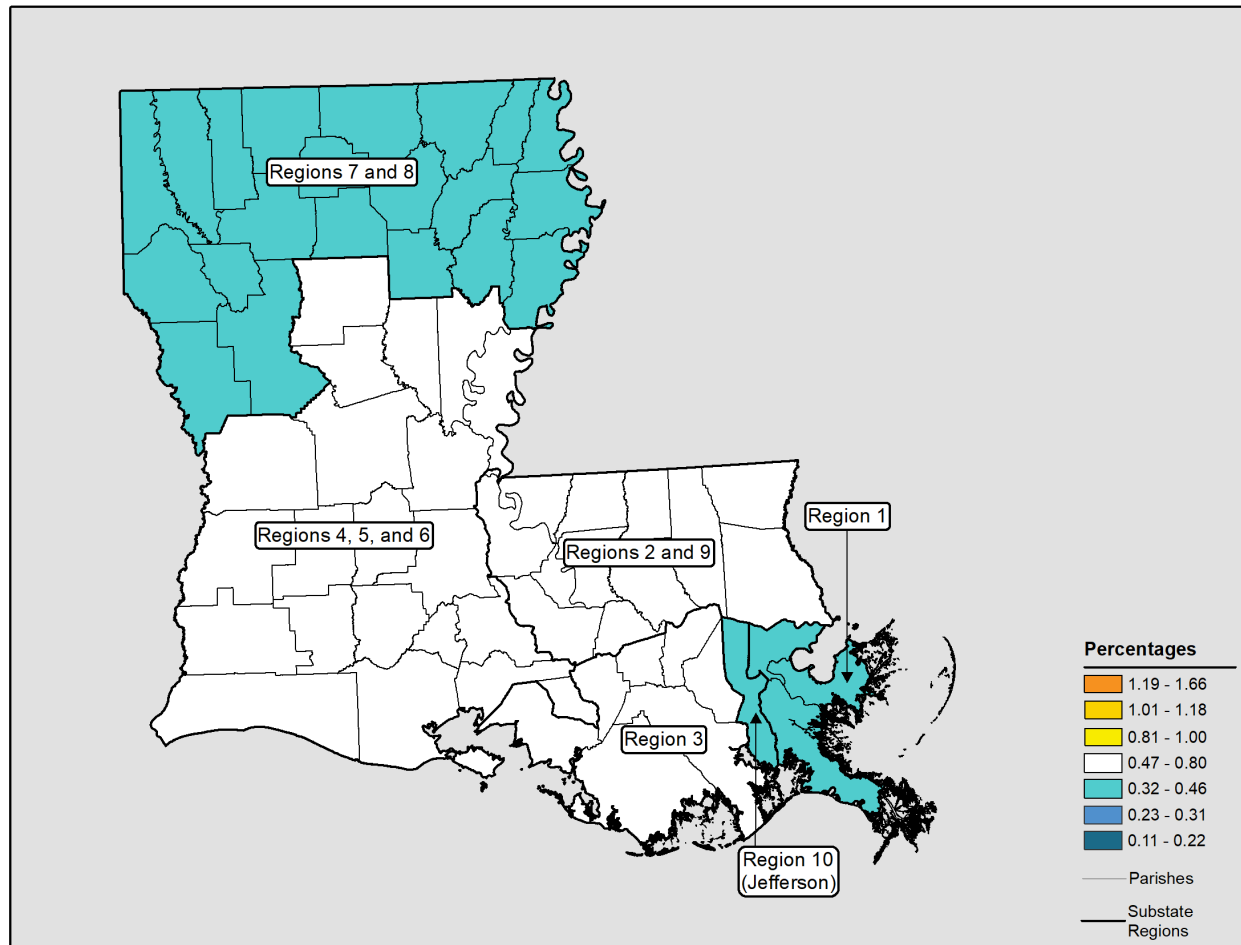 Regions 7 and 8
Region 1
Regions 4, 5, and 6
Regions 2 and 9
Region 3
Region 10
(Jefferson)
Percentages
1.19 - 1.66
1.01 - 1.18
0.81 - 1.00
0.47 - 0.80
0.32 - 0.46
0.23 - 0.31
0.11 - 0.22
Parishes
Substate
Regions